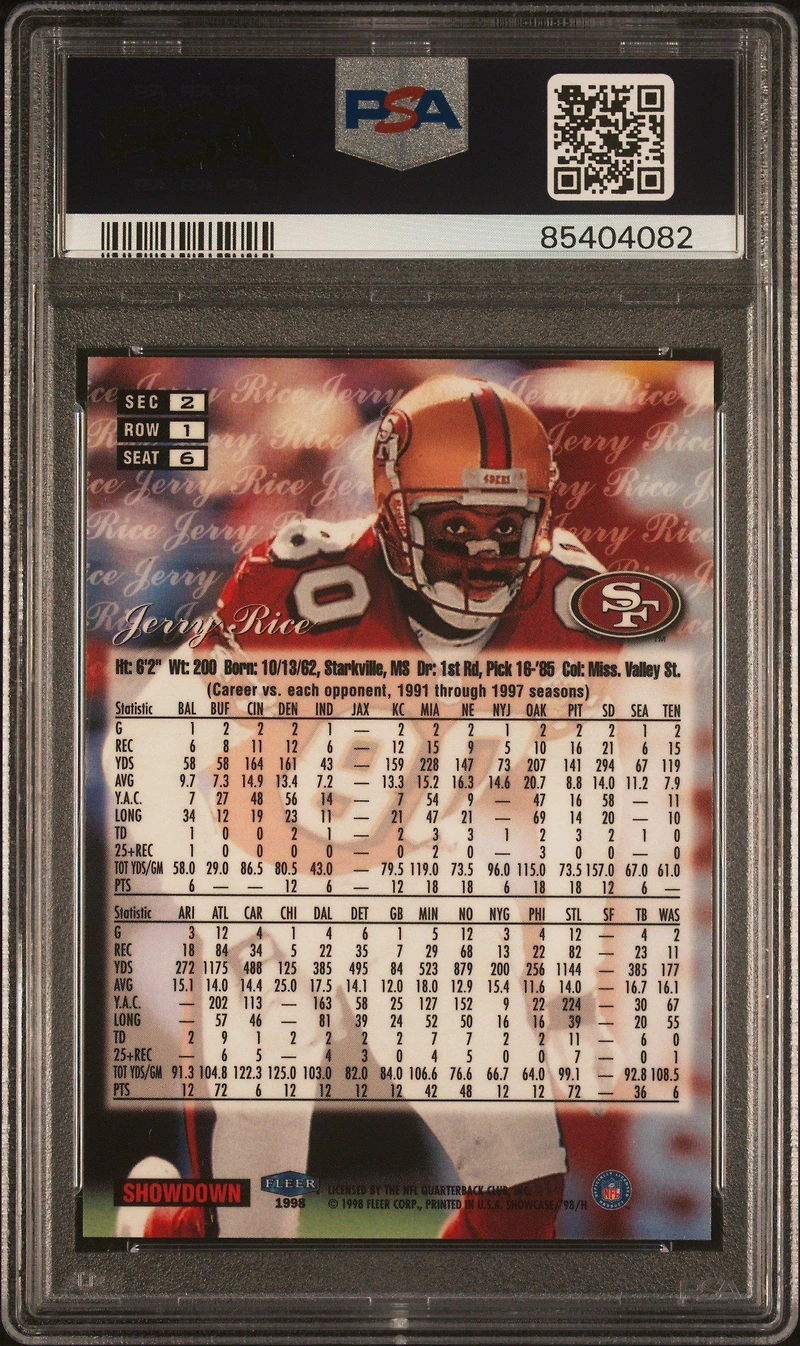 PSA
85404082
SEC 2
ROW 1
SEAT 6
Jerry Rice
49ERS
80
SF
TM
Jerry Rice
Ht: 6'2" Wt: 200 Born: 10/13/62, Starkville, MS Dr: 1st Rd, Pick 16-'85 Col: Miss. Valley St.
(Career vs. each opponent, 1991 through 1997 seasons)
Statistic BAL BUF CIN DEN IND JAX KC MIA NE NYJ OAK PIT SD SEA TEN
G 1 2 2 2 1 — 2 2 2 1 2 2 2 1 2
REC 6 8 11 12 6 — 12 15 9 5 10 16 21 6 15
YDS 58 58 164 161 43 — 159 228 147 73 207 141 294 67 119
AVG 9.7 7.3 14.9 13.4 7.2 — 13.3 15.2 16.3 14.6 20.7 8.8 14.0 11.2 7.9
Y.A.C. 7 27 48 56 14 — 7 54 9 — 47 16 58 — 11
LONG 34 12 19 23 11 — 21 47 21 — 69 14 20 — 10
TD 1 0 0 2 1 — 2 3 3 1 2 3 2 1 0
25+REC 1 0 0 0 0 — 0 2 0 — 3 0 0 — 0
TOT YDS/GM 58.0 29.0 86.5 80.5 43.0 — 79.5 119.0 73.5 96.0 115.0 73.5 157.0 67.0 61.0
PTS 6 — — 12 6 — 12 18 18 6 18 18 12 6 —
Statistic ARI ATL CAR CHI DAL DET GB MIN NO NYG PHI STL SF TB WAS
G 3 12 4 1 4 6 1 5 12 3 4 12 — 4 2
REC 18 84 34 5 22 35 7 29 68 13 22 82 — 23 11
YDS 272 1175 488 125 385 495 84 523 879 200 256 1144 — 385 177
AVG 15.1 14.0 14.4 25.0 17.5 14.1 12.0 18.0 12.9 15.4 11.6 14.0 — 16.7 16.1
Y.A.C. — 202 113 — 163 58 25 127 152 9 22 224 — 30 67
LONG — 57 46 — 81 39 24 52 50 16 16 39 — 20 55
TD 2 9 1 2 2 2 2 7 7 2 2 11 — 6 0
25+REC — 6 5 — 4 3 0 4 5 0 0 7 — 0 1
TOT YDS/GM 91.3 104.8 122.3 125.0 103.0 82.0 84.0 106.6 76.6 66.7 64.0 99.1 — 92.8 108.5
PTS 12 72 6 12 12 12 12 42 48 12 12 72 — 36 6
SHOWDOWN
FLEER
1998
LICENSED BY THE NFL QUARTERBACK CLUB, INC.
© 1998 FLEER CORP., PRINTED IN U.S.A. SHOWCASE/'98/H
NFL
PSA